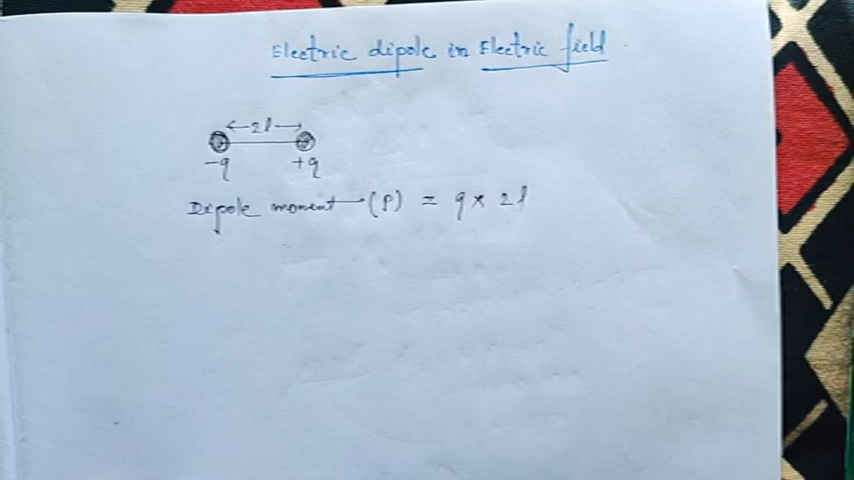 Electric dipole in Electric field
2l
-q +q
Dipole moment (P) = q × 2l